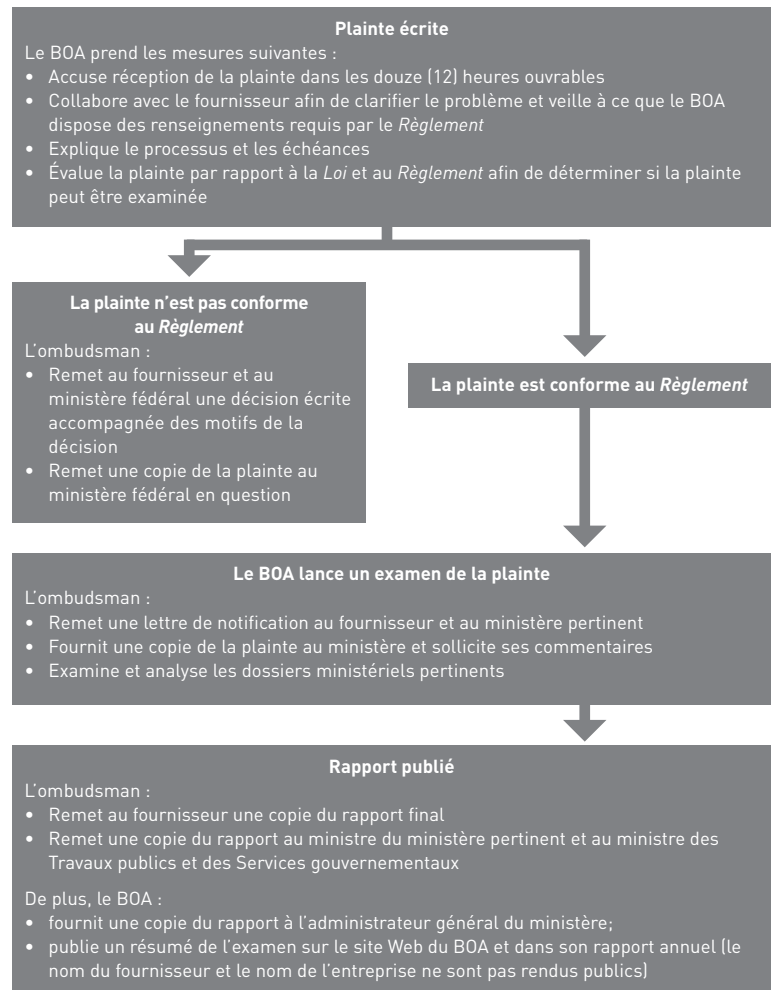 Plainte écrite
Le BOA prend les mesures suivantes :
• Accuse réception de la plainte dans les douze (12) heures ouvrables
• Collabore avec le fournisseur afin de clarifier le problème et veille à ce que le BOA
dispose des renseignements requis par le Règlement
• Explique le processus et les échéances
• Évalue la plainte par rapport à la Loi et au Règlement afin de déterminer si la plainte
peut être examinée
La plainte n'est pas conforme
au Règlement
L'ombudsman :
• Remet au fournisseur et au
ministère fédéral une décision écrite
accompagnée des motifs de la
décision
• Remet une copie de la plainte au
ministère fédéral en question
La plainte est conforme au Règlement
Le BOA lance un examen de la plainte
L'ombudsman :
• Remet une lettre de notification au fournisseur et au ministère pertinent
• Fournit une copie de la plainte au ministère et sollicite ses commentaires
• Examine et analyse les dossiers ministériels pertinents
Rapport publié
L'ombudsman :
• Remet au fournisseur une copie du rapport final
• Remet une copie du rapport au ministre du ministère pertinent et au ministre des
Travaux publics et des Services gouvernementaux
De plus, le BOA :
• fournit une copie du rapport à l'administrateur général du ministère;
• publie un résumé de l'examen sur le site Web du BOA et dans son rapport annuel (le
nom du fournisseur et le nom de l'entreprise ne sont pas rendus publics)